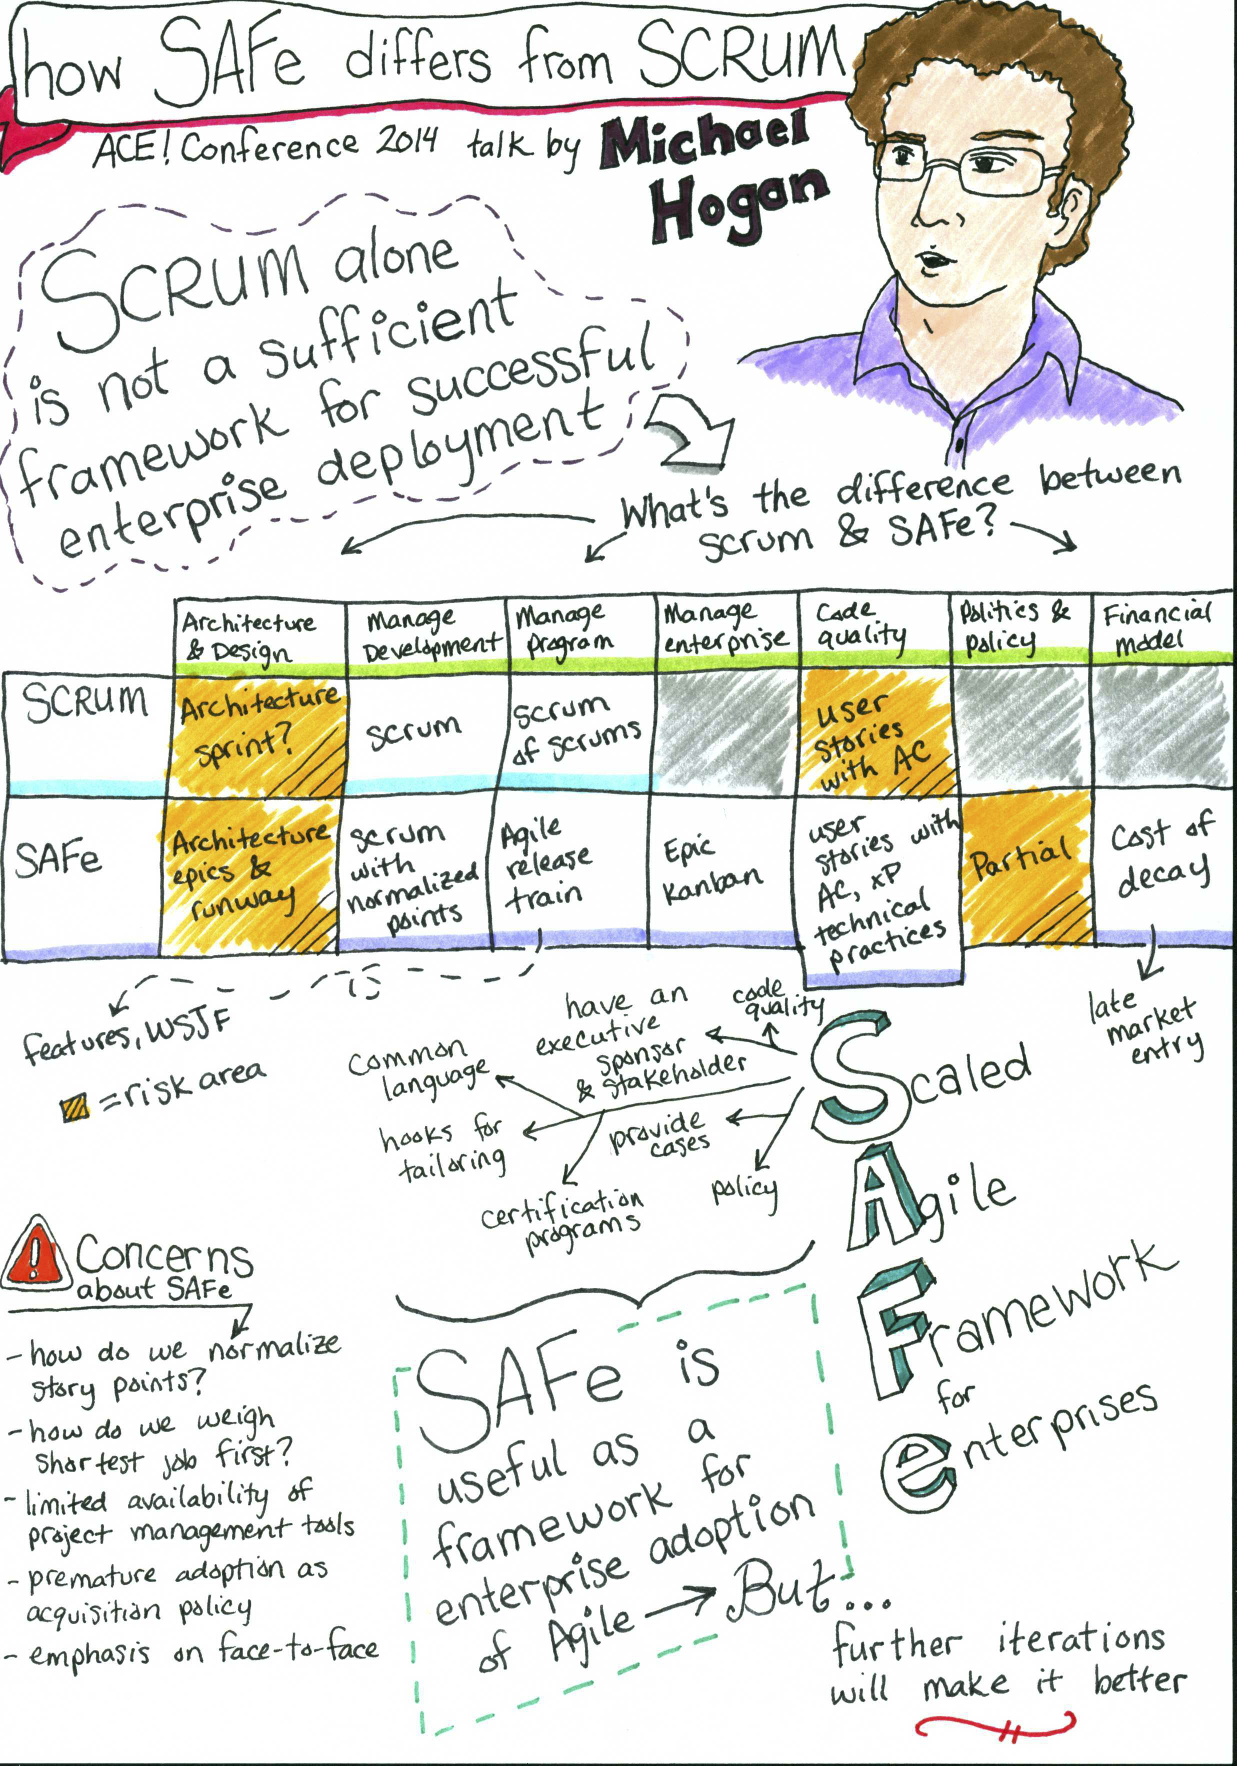 how SAFe differs from SCRUM
ACE! Conference 2014 talk by Michael
Hogan
SCRUM alone
is not a sufficient
framework for successful
enterprise deployment
What's the difference between
scrum & SAFe?
Architecture
& Design
Manage
Development
Manage
program
Manage
enterprise
Code
quality
Politics &
policy
Financial
model
SCRUM
Architecture
sprint?
scrum
scrum
of scrums
user
stories
with AC
SAFe
Architecture
epics &
runway
scrum
with
normalized
points
Agile
release
train
Epic
Kanban
user
stories with
AC, XP
technical
practices
Partial
Cost of
decay
is
features, WSJF
= risk area
late
market
entry
code
quality
have an
executive
sponsor
& stakeholder
common
language
hooks for
tailoring
provide
cases
certification
programs
policy
Scaled
Agile
Framework
for
enterprises
Concerns
about SAFe
- how do we normalize
story points?
- how do we weigh
shortest job first?
- limited availability of
project management tools
- premature adoption as
acquisition policy
- emphasis on face-to-face
SAFe is
useful as a
framework for
enterprise adoption
of Agile → But...
further iterations
will make it better